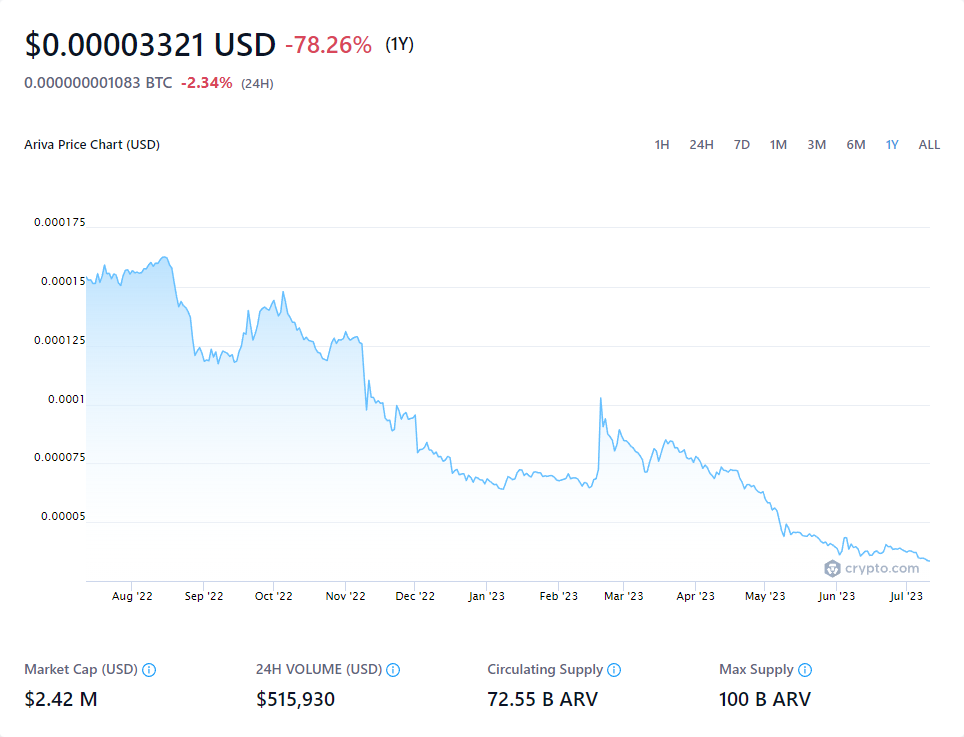 $0.00003321 USD -78.26% (1Y)
0.000000001083 BTC -2.34% (24H)
Ariva Price Chart (USD) 1H 24H 7D 1M 3M 6M 1Y ALL
0.000175
0.00015
0.000125
0.0001
0.000075
0.00005
crypto.com
Aug '22 Sep '22 Oct '22 Nov '22 Dec '22 Jan '23 Feb '23 Mar '23 Apr '23 May '23 Jun '23 Jul '23
Market Cap (USD) 24H VOLUME (USD) Circulating Supply Max Supply
$2.42 M $515,930 72.55 B ARV 100 B ARV